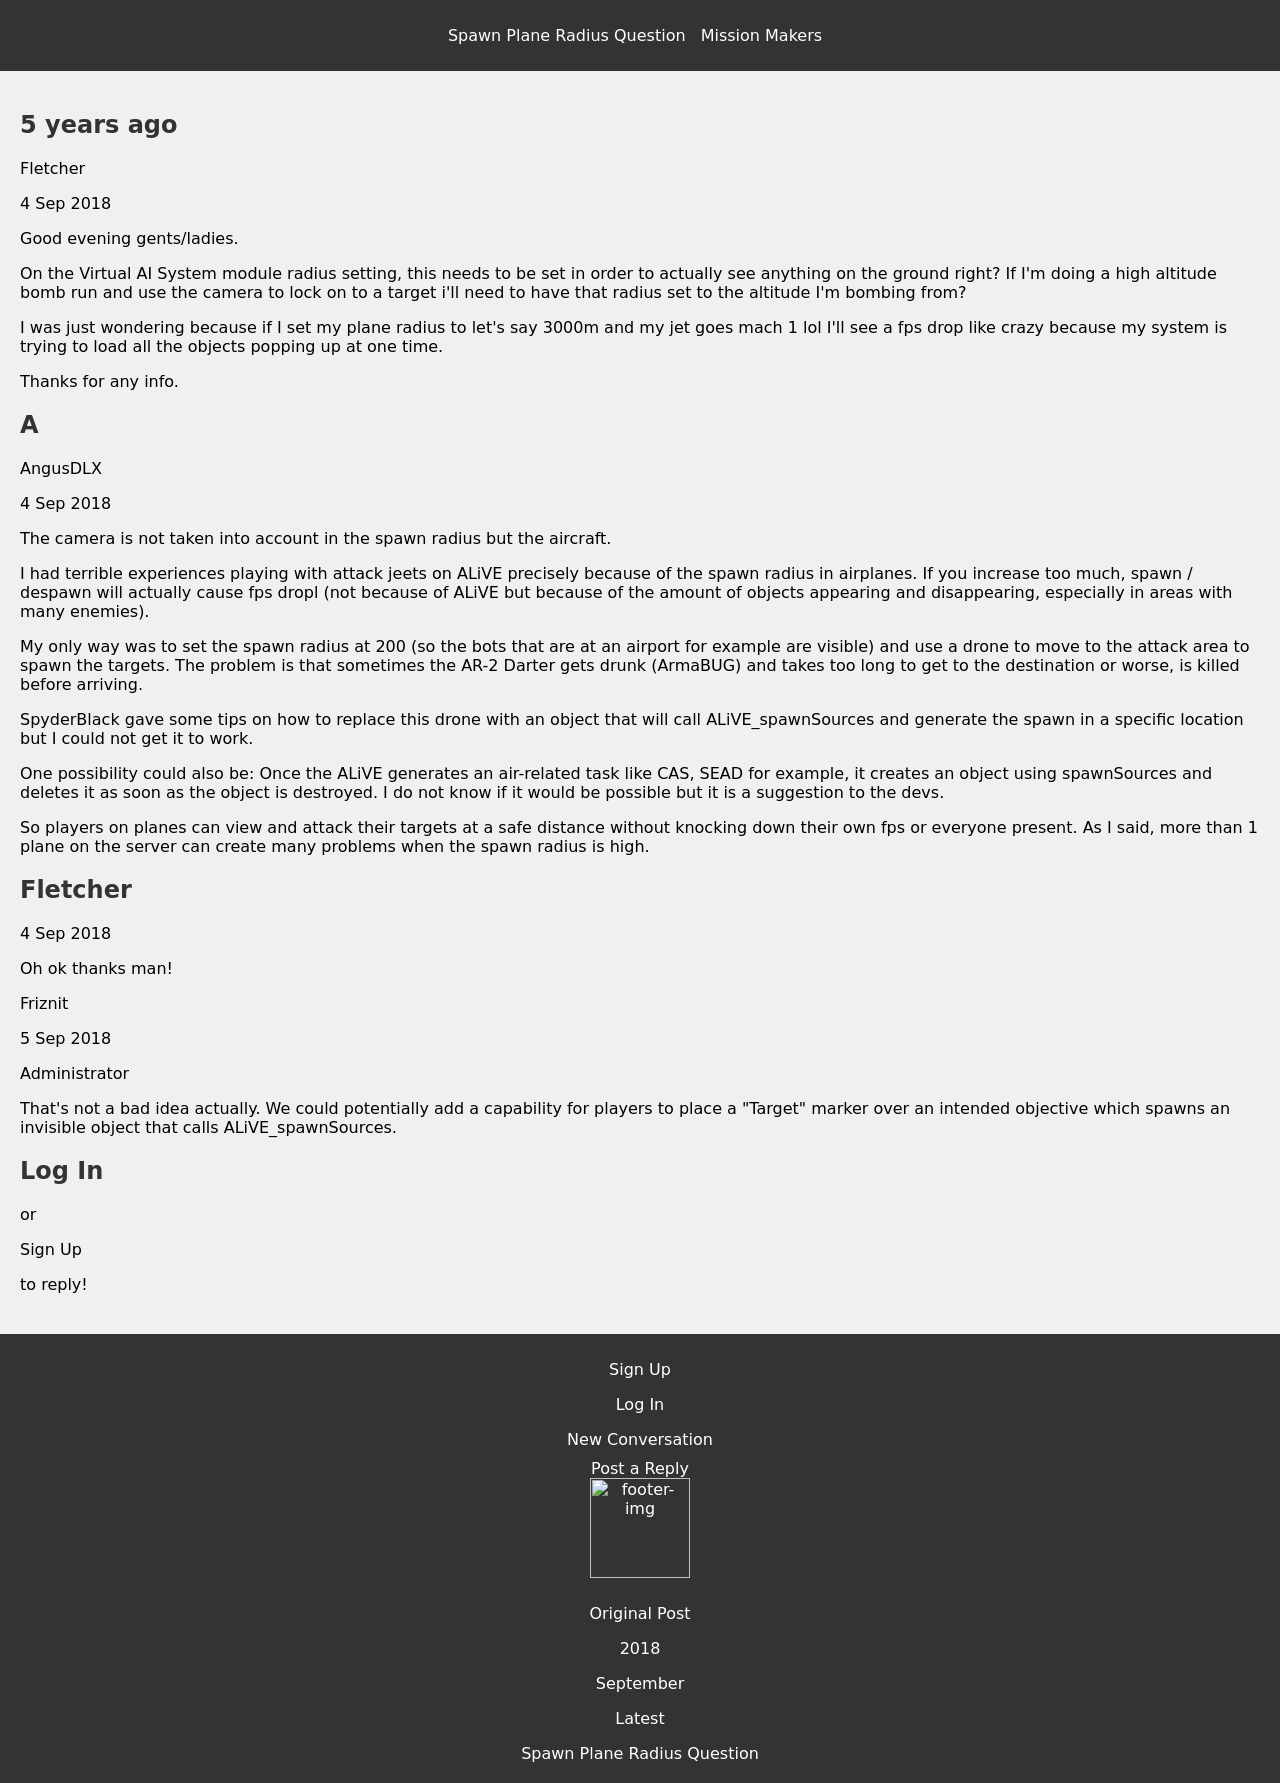 Spawn Plane Radius Question Mission Makers
5 years ago
Fletcher
4 Sep 2018
Good evening gents/ladies.
On the Virtual AI System module radius setting, this needs to be set in order to actually see anything on the ground right? If I'm doing a high altitude
bomb run and use the camera to lock on to a target i'll need to have that radius set to the altitude I'm bombing from?
I was just wondering because if I set my plane radius to let's say 3000m and my jet goes mach 1 lol I'll see a fps drop like crazy because my system is
trying to load all the objects popping up at one time.
Thanks for any info.
A
AngusDLX
4 Sep 2018
The camera is not taken into account in the spawn radius but the aircraft.
I had terrible experiences playing with attack jeets on ALiVE precisely because of the spawn radius in airplanes. If you increase too much, spawn /
despawn will actually cause fps dropl (not because of ALiVE but because of the amount of objects appearing and disappearing, especially in areas with
many enemies).
My only way was to set the spawn radius at 200 (so the bots that are at an airport for example are visible) and use a drone to move to the attack area to
spawn the targets. The problem is that sometimes the AR-2 Darter gets drunk (ArmaBUG) and takes too long to get to the destination or worse, is killed
before arriving.
SpyderBlack gave some tips on how to replace this drone with an object that will call ALiVE_spawnSources and generate the spawn in a specific location
but I could not get it to work.
One possibility could also be: Once the ALiVE generates an air-related task like CAS, SEAD for example, it creates an object using spawnSources and
deletes it as soon as the object is destroyed. I do not know if it would be possible but it is a suggestion to the devs.
So players on planes can view and attack their targets at a safe distance without knocking down their own fps or everyone present. As I said, more than 1
plane on the server can create many problems when the spawn radius is high.
Fletcher
4 Sep 2018
Oh ok thanks man!
Friznit
5 Sep 2018
Administrator
That's not a bad idea actually. We could potentially add a capability for players to place a "Target" marker over an intended objective which spawns an
invisible object that calls ALiVE_spawnSources.
Log In
or
Sign Up
to reply!
Sign Up
Log In
New Conversation
Post a Reply
footer-
img
Original Post
2018
September
Latest
Spawn Plane Radius Question